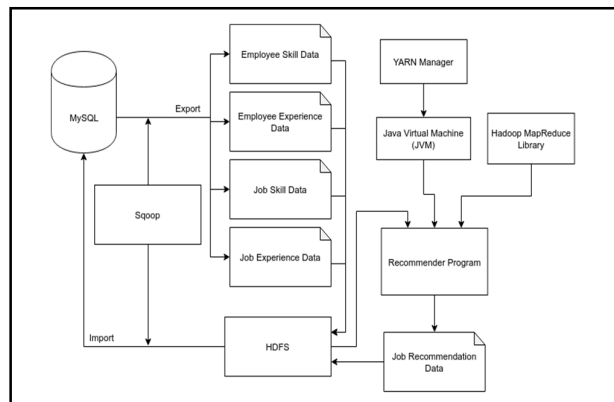 Employee Skill Data
YARN Manager
MySQL
Export
Employee Experience
Data
Java Virtual Machine
(JVM)
Hadoop MapReduce
Library
Job Skill Data
Sqoop
Job Experience Data
Recommender Program
Import
HDFS
Job Recommendation
Data